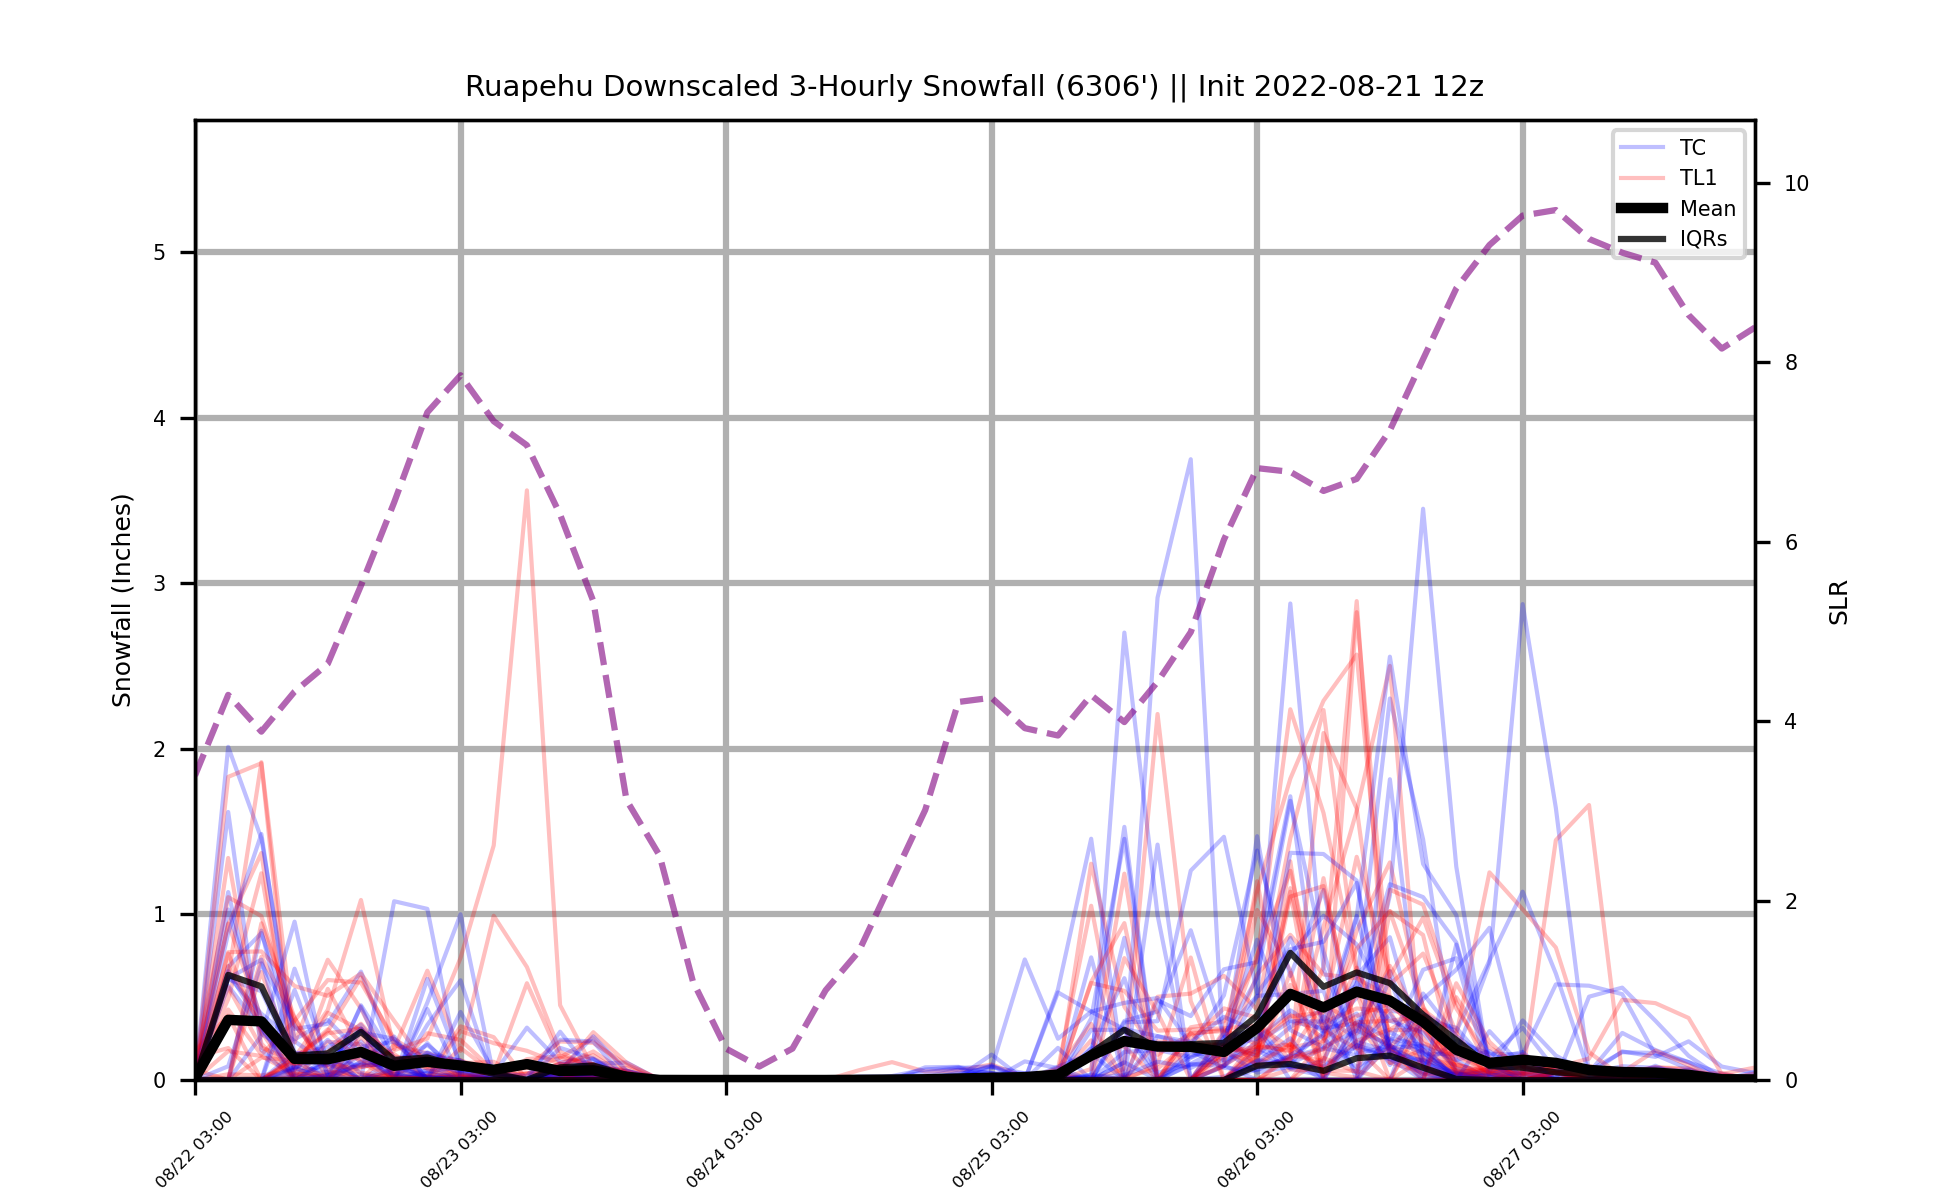 Ruapehu Downscaled 3-Hourly Snowfall (6306') || Init 2022-08-21 12z
TC
TL1
Mean
IQRs
Snowfall (Inches)
5
4
3
2
1
0
10
8
6
4
2
0
SLR
08/22 03:00
08/23 03:00
08/24 03:00
08/25 03:00
08/26 03:00
08/27 03:00